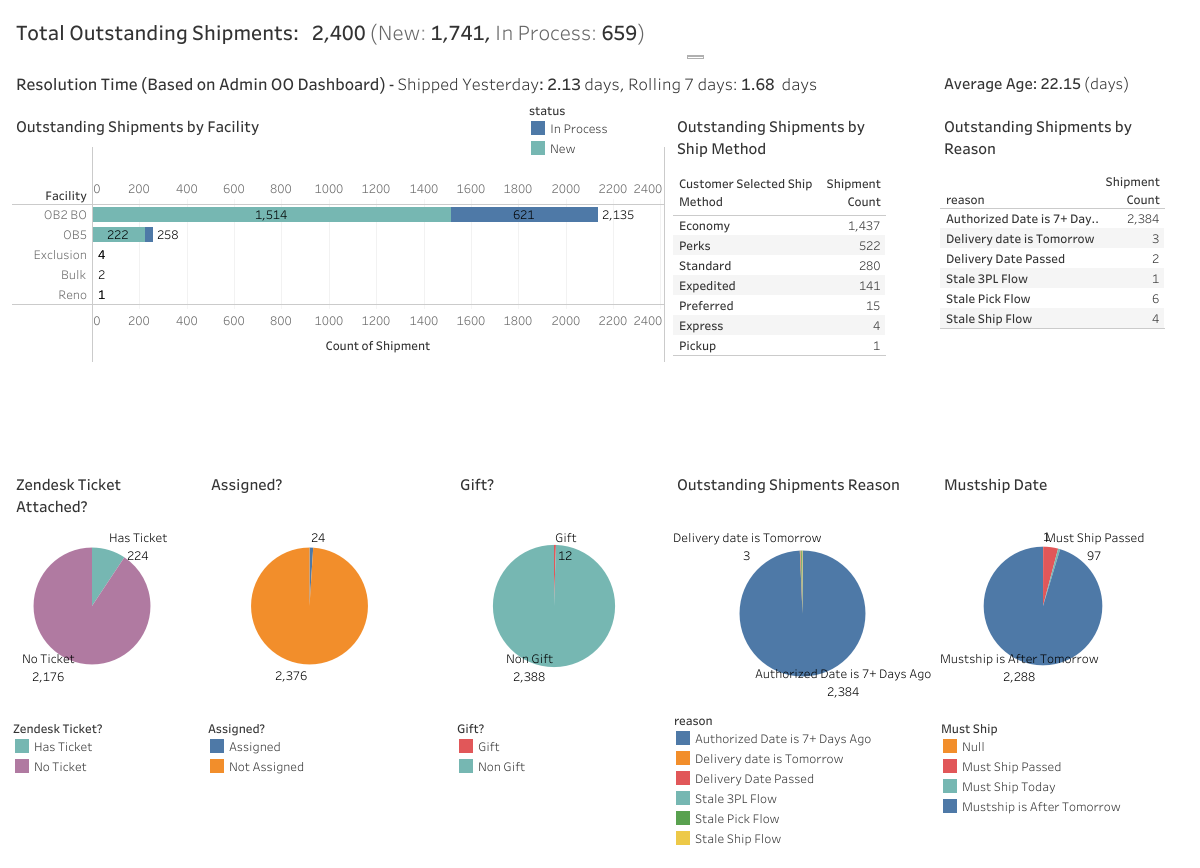 Total Outstanding Shipments: 2,400 (New: 1,741, In Process: 659)
Resolution Time (Based on Admin OO Dashboard) - Shipped Yesterday: 2.13 days, Rolling 7 days: 1.68 days
Average Age: 22.15 (days)
Outstanding Shipments by Facility
status
In Process
New
Facility
0 200 400 600 800 1000 1200 1400 1600 1800 2000 2200 2400
OB2 BO 1,514 621 2,135
OB5 222 258
Exclusion 4
Bulk 2
Reno 1
0 200 400 600 800 1000 1200 1400 1600 1800 2000 2200 2400
Count of Shipment
Outstanding Shipments by
Ship Method
Customer Selected Ship Shipment
Method Count
Economy 1,437
Perks 522
Standard 280
Expedited 141
Preferred 15
Express 4
Pickup 1
Outstanding Shipments by
Reason
Shipment
reason Count
Authorized Date is 7+ Day.. 2,384
Delivery date is Tomorrow 3
Delivery Date Passed 2
Stale 3PL Flow 1
Stale Pick Flow 6
Stale Ship Flow 4
Zendesk Ticket
Attached?
Has Ticket
224
No Ticket
2,176
Zendesk Ticket?
Has Ticket
No Ticket
Assigned?
24
2,376
Assigned?
Assigned
Not Assigned
Gift?
Gift
12
Non Gift
2,388
Gift?
Gift
Non Gift
Outstanding Shipments Reason
Delivery date is Tomorrow
3
Authorized Date is 7+ Days Ago
2,384
reason
Authorized Date is 7+ Days Ago
Delivery date is Tomorrow
Delivery Date Passed
Stale 3PL Flow
Stale Pick Flow
Stale Ship Flow
Mustship Date
1
Must Ship Passed
97
Mustship is After Tomorrow
2,288
Must Ship
Null
Must Ship Passed
Must Ship Today
Mustship is After Tomorrow